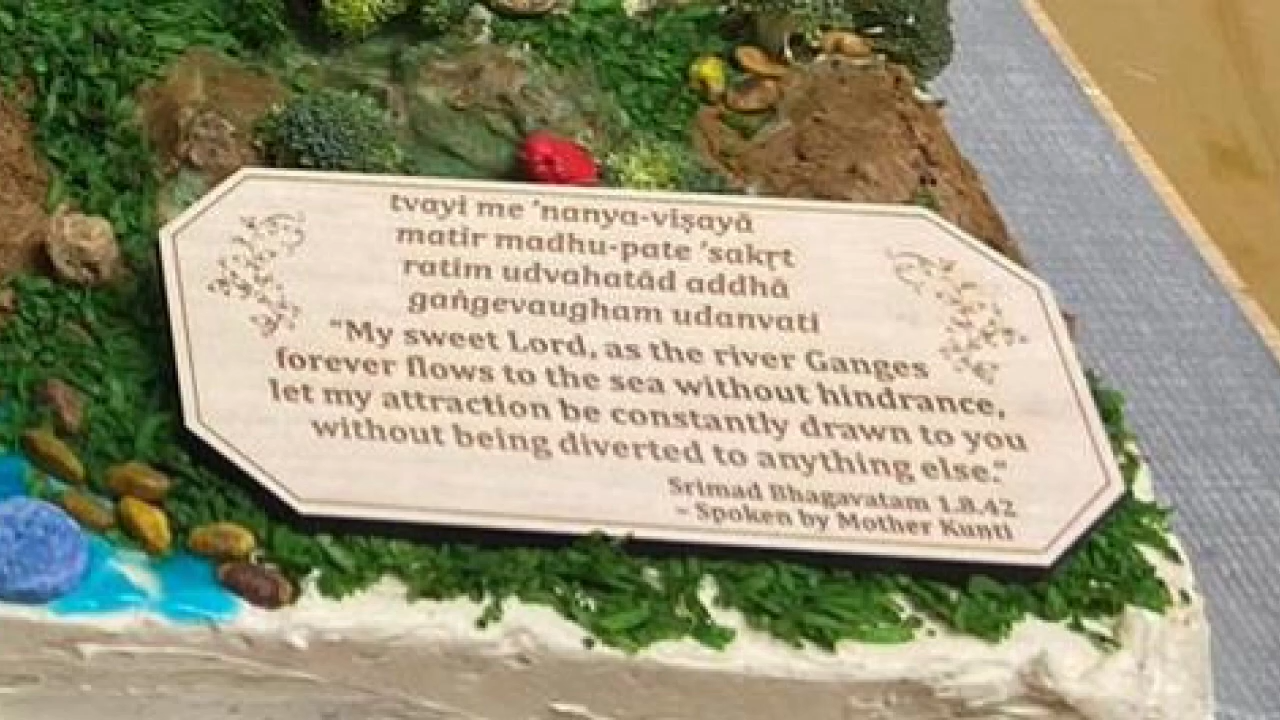 tvayi me 'nanya-viṣayā
matir madhu-pate 'sakṛt
ratim udvahatād addhā
gaṅgevaugham udanvati
"My sweet Lord, as the river Ganges
forever flows to the sea without hindrance,
let my attraction be constantly drawn to you
without being diverted to anything else."
Srimad Bhagavatam 1.8.42
- Spoken by Mother Kunti